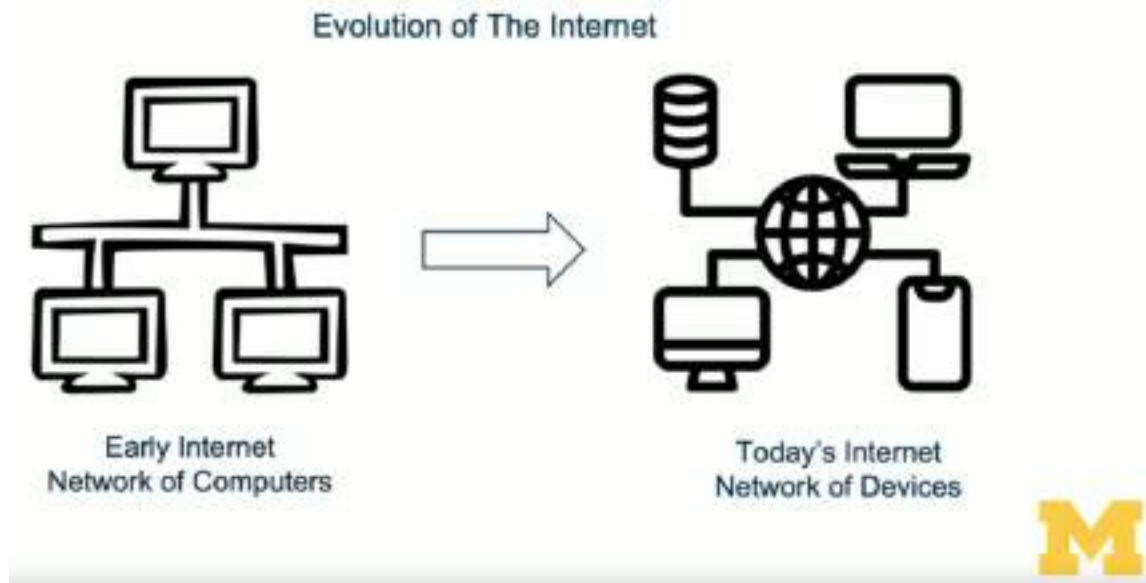 Evolution of The Internet
Early Internet
Network of Computers
Today's Internet
Network of Devices
M